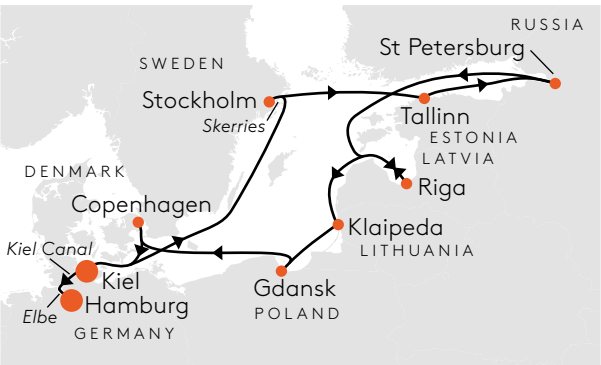 RUSSIA
St Petersburg
SWEDEN
Stockholm
Skerries
Tallinn
ESTONIA
LATVIA
DENMARK
Riga
Copenhagen
Klaipeda
LITHUANIA
Kiel Canal
Kiel
Gdansk
Hamburg
Elbe
POLAND
GERMANY